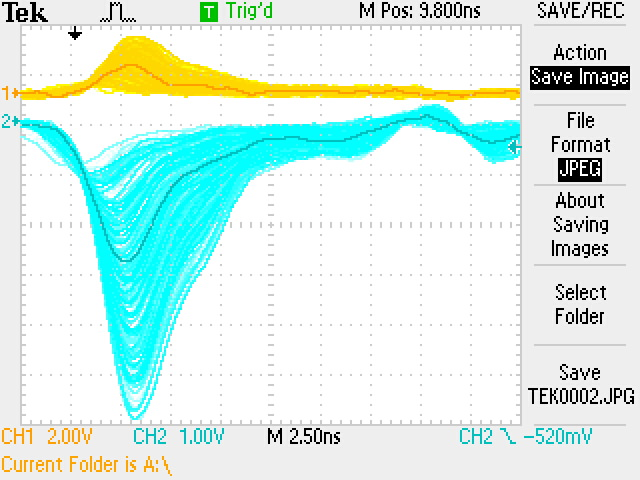 Tek T Trig'd M Pos: 9.800ns SAVE/REC
Action
Save Image
1
2
File
Format
JPEG
About
Saving
Images
Select
Folder
Save
TEK0002.JPG
CH1 2.00V CH2 1.00V M 2.50ns CH2 \ -520mV
Current Folder is A:\